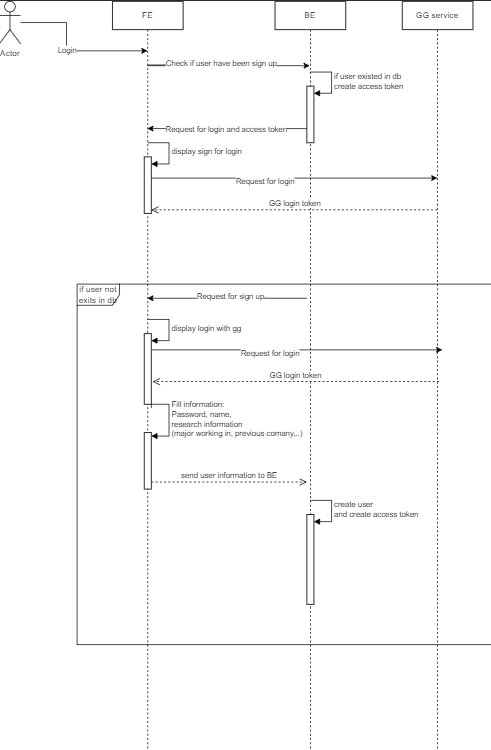 FE
BE
GG service
Actor
Login
Check if user have been sign up
if user existed in db
create access token
Request for login and access token
display sign for login
Request for login
GG login token
if user not
exits in db
Request for sign up
display login with gg
Request for login
GG login token
Fill information:
Password, name,
research information
(major working in, previous comany,..)
send user information to BE
create user
and create access token